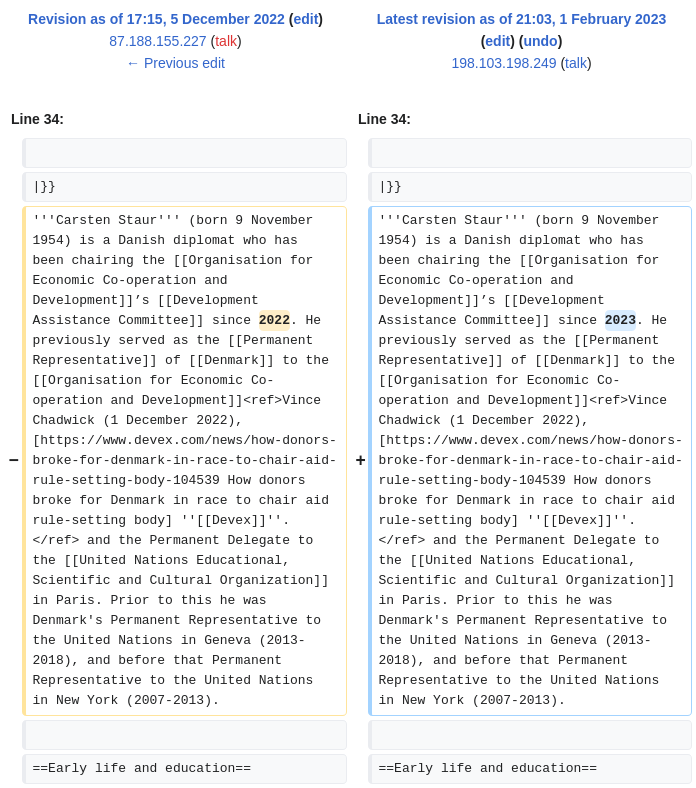 Revision as of 17:15, 5 December 2022 (edit)
87.188.155.227 (talk)
← Previous edit
Latest revision as of 21:03, 1 February 2023
(edit) (undo)
198.103.198.249 (talk)
Line 34:
Line 34:
|}}
|}}
−
'''Carsten Staur''' (born 9 November
1954) is a Danish diplomat who has
been chairing the [[Organisation for
Economic Co-operation and
Development]]’s [[Development
Assistance Committee]] since 2022. He
previously served as the [[Permanent
Representative]] of [[Denmark]] to the
[[Organisation for Economic Co-
operation and Development]]<ref>Vince
Chadwick (1 December 2022),
[https://www.devex.com/news/how-donors-
broke-for-denmark-in-race-to-chair-aid-
rule-setting-body-104539 How donors
broke for Denmark in race to chair aid
rule-setting body] ''[[Devex]]''.
</ref> and the Permanent Delegate to
the [[United Nations Educational,
Scientific and Cultural Organization]]
in Paris. Prior to this he was
Denmark's Permanent Representative to
the United Nations in Geneva (2013-
2018), and before that Permanent
Representative to the United Nations
in New York (2007-2013).
+
'''Carsten Staur''' (born 9 November
1954) is a Danish diplomat who has
been chairing the [[Organisation for
Economic Co-operation and
Development]]’s [[Development
Assistance Committee]] since 2023. He
previously served as the [[Permanent
Representative]] of [[Denmark]] to the
[[Organisation for Economic Co-
operation and Development]]<ref>Vince
Chadwick (1 December 2022),
[https://www.devex.com/news/how-donors-
broke-for-denmark-in-race-to-chair-aid-
rule-setting-body-104539 How donors
broke for Denmark in race to chair aid
rule-setting body] ''[[Devex]]''.
</ref> and the Permanent Delegate to
the [[United Nations Educational,
Scientific and Cultural Organization]]
in Paris. Prior to this he was
Denmark's Permanent Representative to
the United Nations in Geneva (2013-
2018), and before that Permanent
Representative to the United Nations
in New York (2007-2013).
==Early life and education==
==Early life and education==